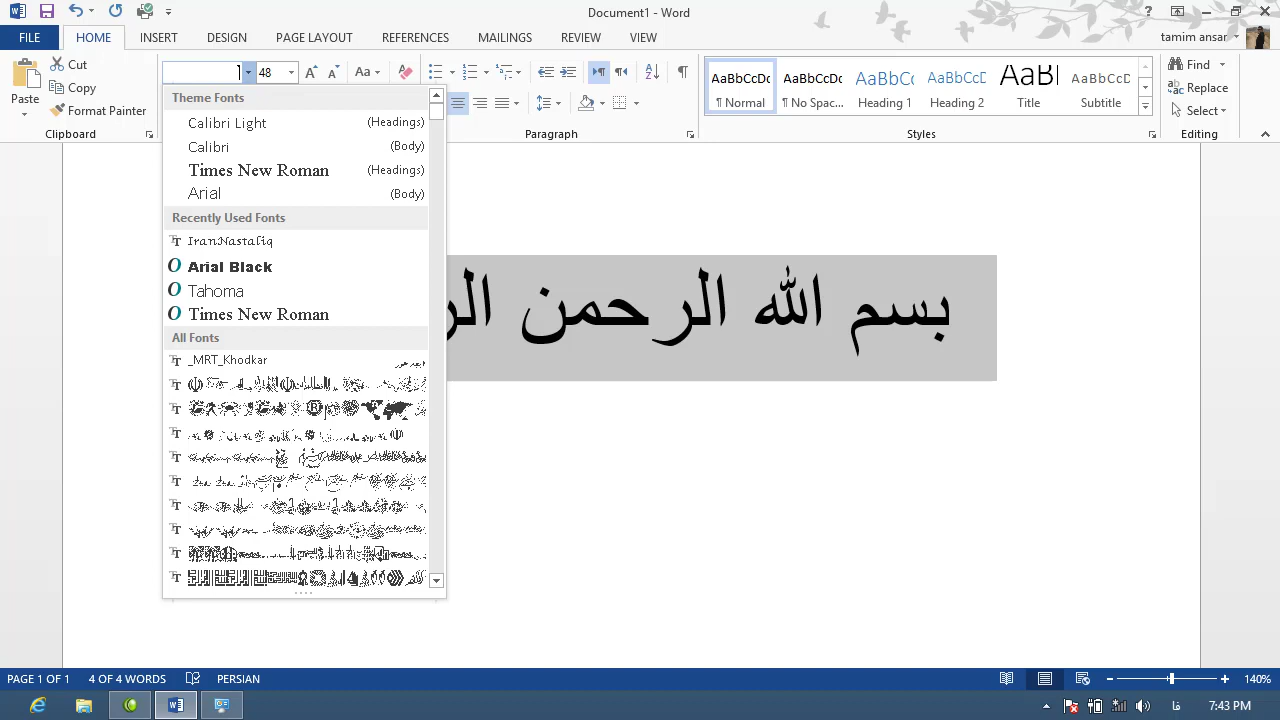 Document1 - Word
?
FILE HOME INSERT DESIGN PAGE LAYOUT REFERENCES MAILINGS REVIEW VIEW
tamim ansar
Paste
Cut
Copy
Format Painter
Clipboard
48
Aa
Paragraph
AaBbCcDc
¶ Normal
AaBbCcDc
¶ No Spac...
AaBbCc
Heading 1
AaBbCcD
Heading 2
AaBl
Title
AaBbCcD
Subtitle
Styles
Find
Replace
Select
Editing
Theme Fonts
Calibri Light (Headings)
Calibri (Body)
Times New Roman (Headings)
Arial (Body)
Recently Used Fonts
IranNastaliq
Arial Black
Tahoma
Times New Roman
All Fonts
_MRT_Khodkar
بسم الله الرحمن
PAGE 1 OF 1 4 OF 4 WORDS PERSIAN
140%
فا 7:43 PM